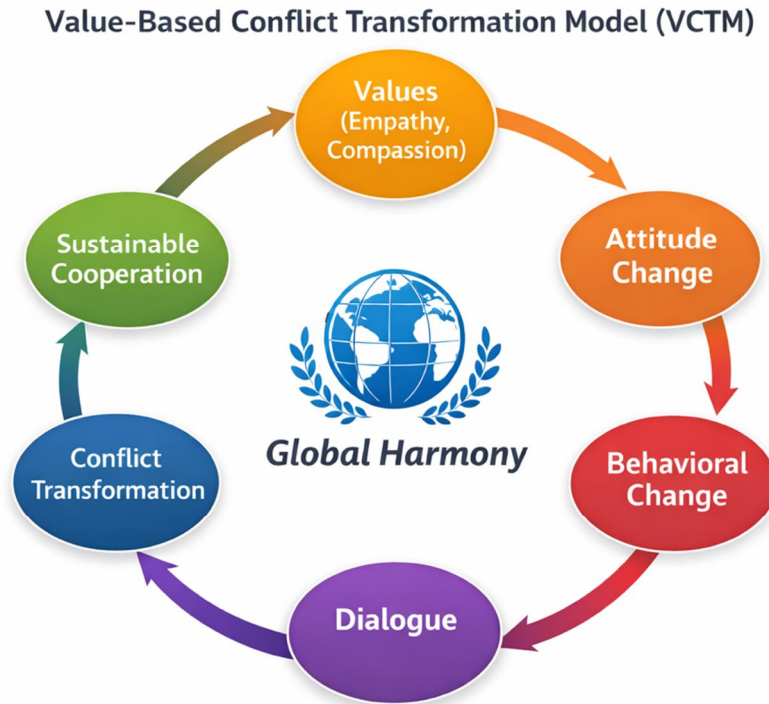 Value-Based Conflict Transformation Model (VCTM)
Values
(Empathy,
Compassion)
Attitude
Change
Behavioral
Change
Dialogue
Conflict
Transformation
Sustainable
Cooperation
Global Harmony